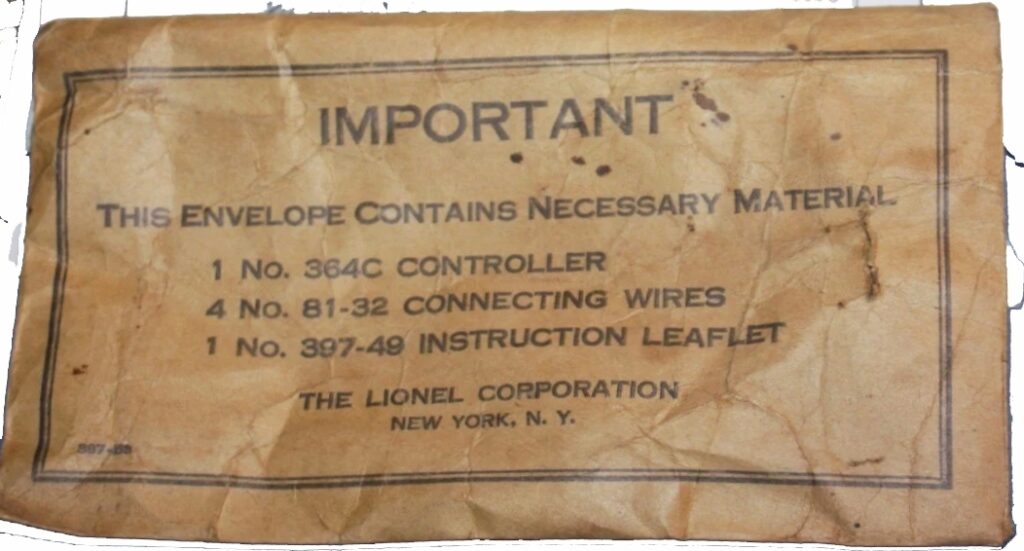 IMPORTANT
THIS ENVELOPE CONTAINS NECESSARY MATERIAL
1 No. 364C CONTROLLER
4 No. 81-32 CONNECTING WIRES
1 No. 397-49 INSTRUCTION LEAFLET
THE LIONEL CORPORATION
NEW YORK, N. Y.